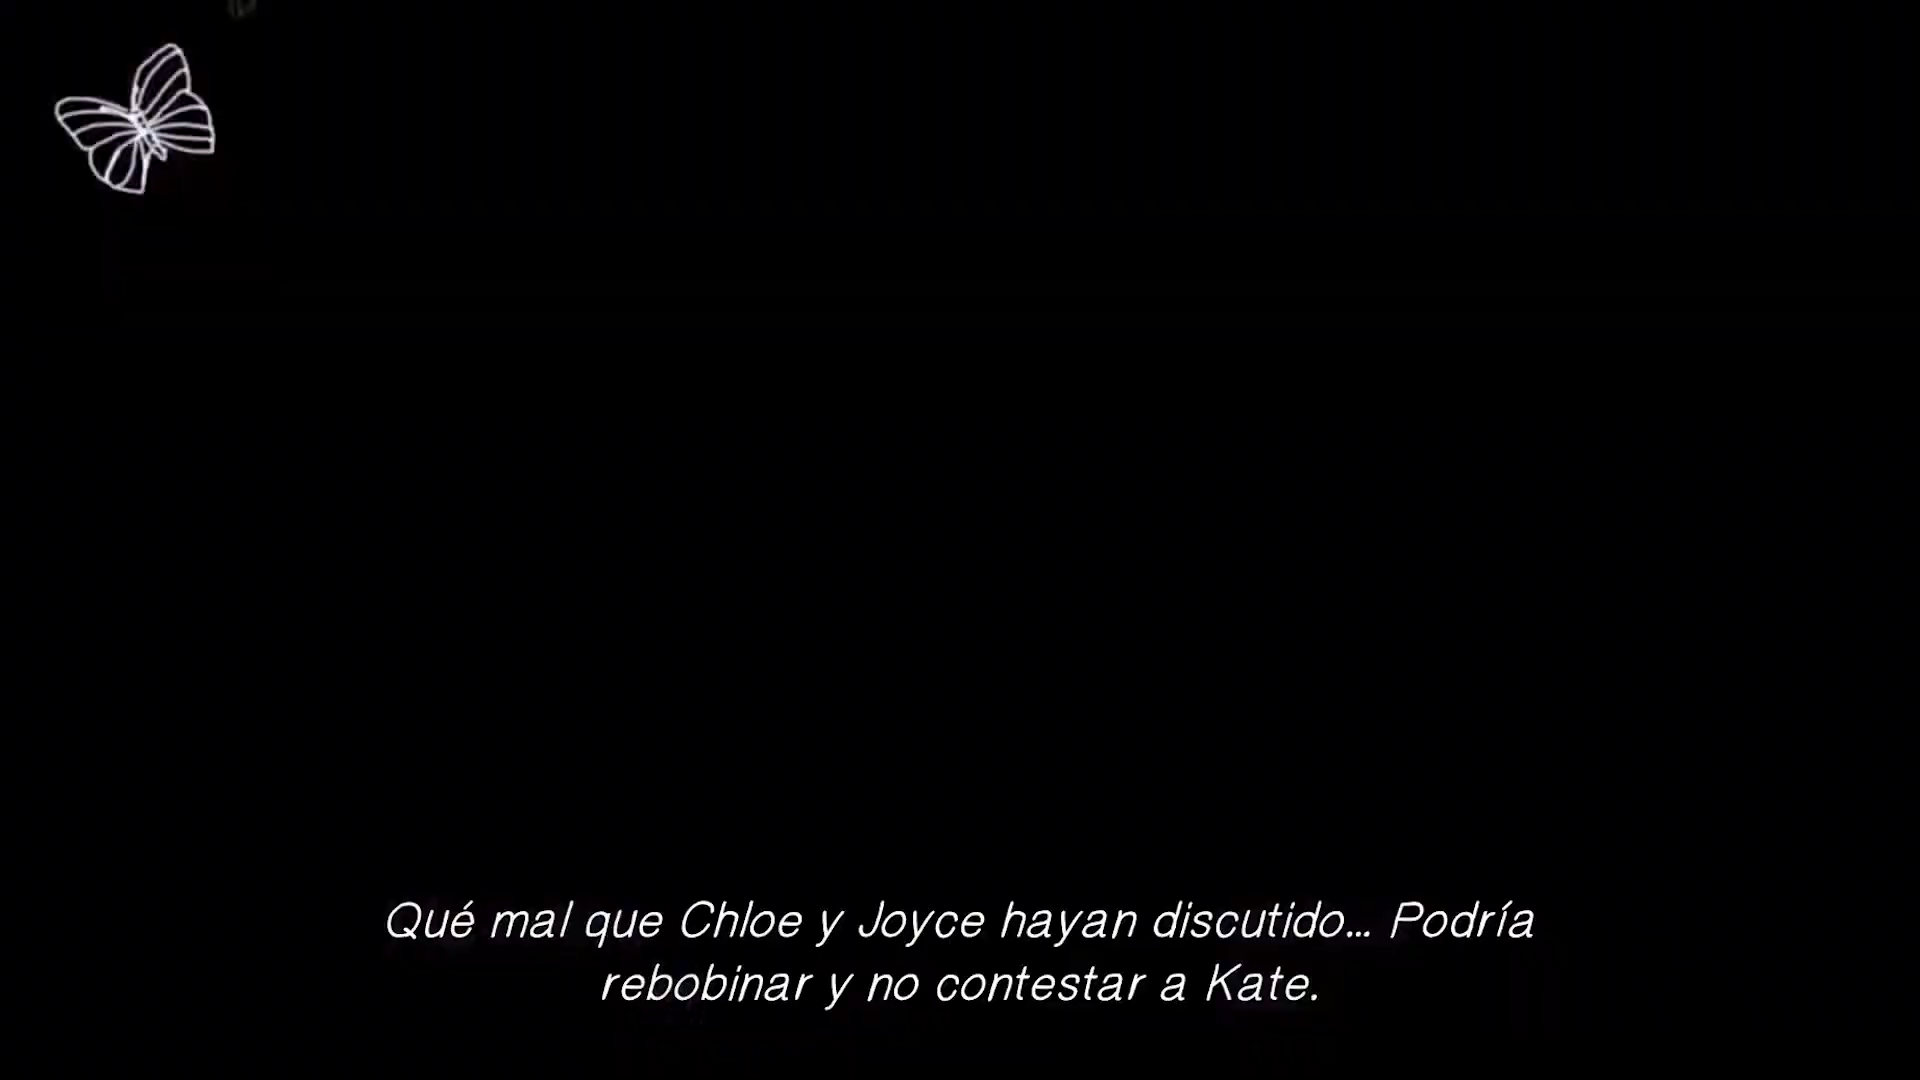 Qué mal que Chloe y Joyce hayan discutido... Podría
rebobinar y no contestar a Kate.